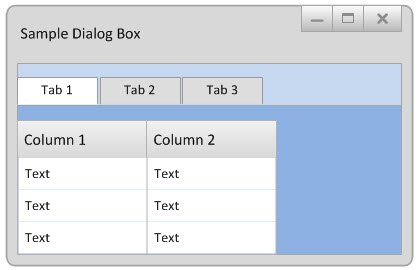 Sample Dialog Box
Tab 1 Tab 2 Tab 3
Column 1 Column 2
Text Text
Text Text
Text Text